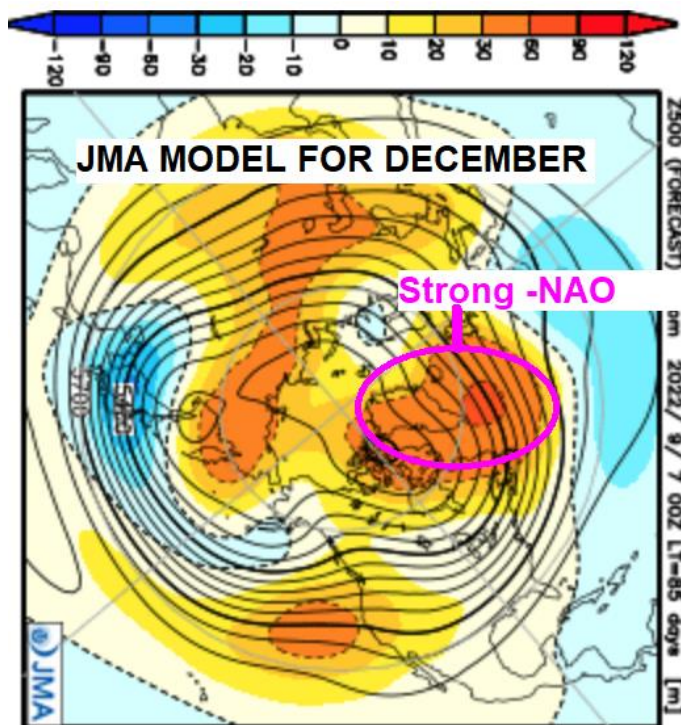 -120 -90 -60 -30 -20 -10 0 10 20 30 60 90 120
JMA MODEL FOR DECEMBER
Strong -NAO
Z500 (FORECAST) 2022/ 9/ 7 00Z LT=85 days [m]
5700
JMA